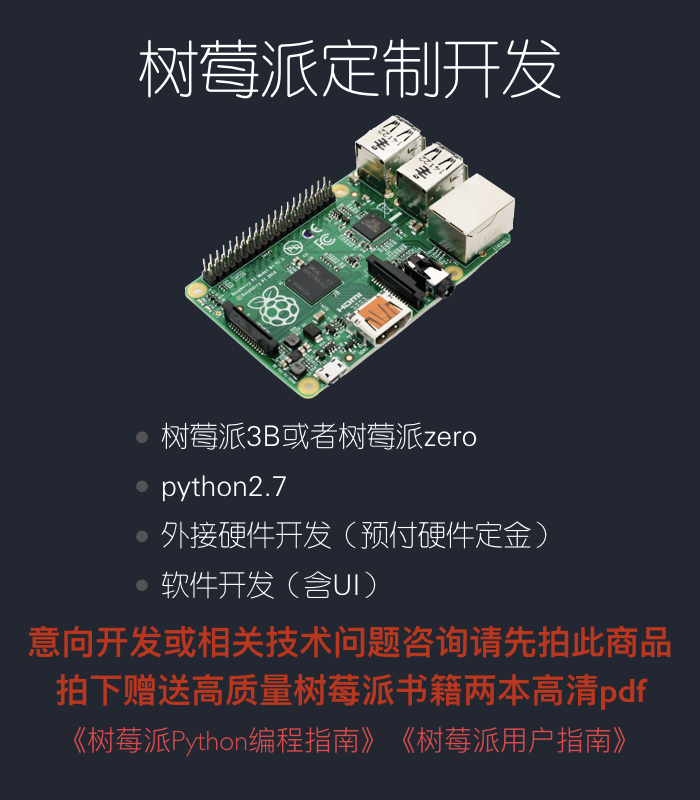 树莓派定制开发
HDMI
树莓派3B或者树莓派zero
python2.7
外接硬件开发（预付硬件定金）
软件开发（含UI）
意向开发或相关技术问题咨询请先拍此商品
拍下赠送高质量树莓派书籍两本高清pdf
《树莓派Python编程指南》《树莓派用户指南》